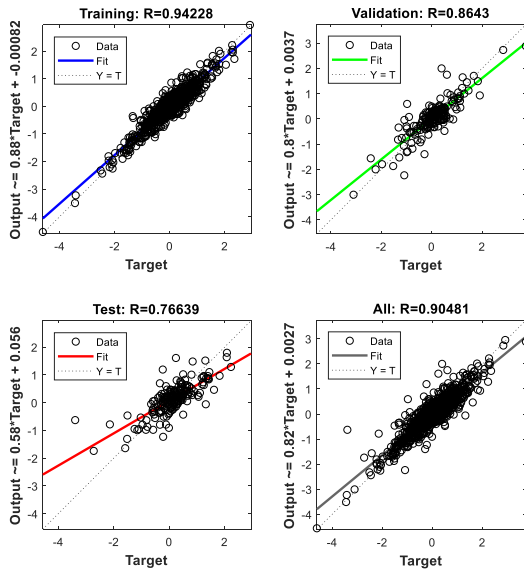 Training: R=0.94228
Output ~= 0.88*Target + -0.00082
2
1
0
-1
-2
-3
-4
Data
Fit
Y = T
-4
-2
0
2
Target
Validation: R=0.8643
Output ~= 0.8*Target + 0.0037
3
2
1
0
-1
-2
-3
-4
Data
Fit
Y = T
-4
-2
0
2
Target
Test: R=0.76639
Output ~= 0.58*Target + 0.056
2
1
0
-1
-2
-3
-4
Data
Fit
Y = T
-4
-2
0
2
Target
All: R=0.90481
Output ~= 0.82*Target + 0.0027
3
2
1
0
-1
-2
-3
-4
Data
Fit
Y = T
-4
-2
0
2
Target